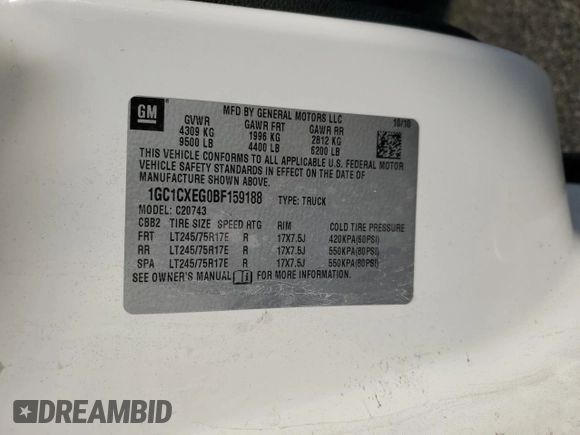 GM
MFD BY GENERAL MOTORS LLC
10/10
GVWR GAWR FRT GAWR RR
4309 KG 1996 KG 2812 KG
9500 LB 4400 LB 6200 LB
THIS VEHICLE CONFORMS TO ALL APPLICABLE U.S. FEDERAL MOTOR
VEHICLE SAFETY STANDARDS IN EFFECT ON THE DATE OF
MANUFACTURE SHOWN ABOVE.
1GC1CXEG0BF159188 TYPE: TRUCK
MODEL: C20743
CBB2 TIRE SIZE SPEED RTG RIM COLD TIRE PRESSURE
FRT LT245/75R17E R 17X7.5J 420KPA(60PSI)
RR LT245/75R17E R 17X7.5J 550KPA(80PSI)
SPA LT245/75R17E R 17X7.5J 550KPA(80PSI)
SEE OWNER'S MANUAL FOR MORE INFORMATION.
DREAMBID